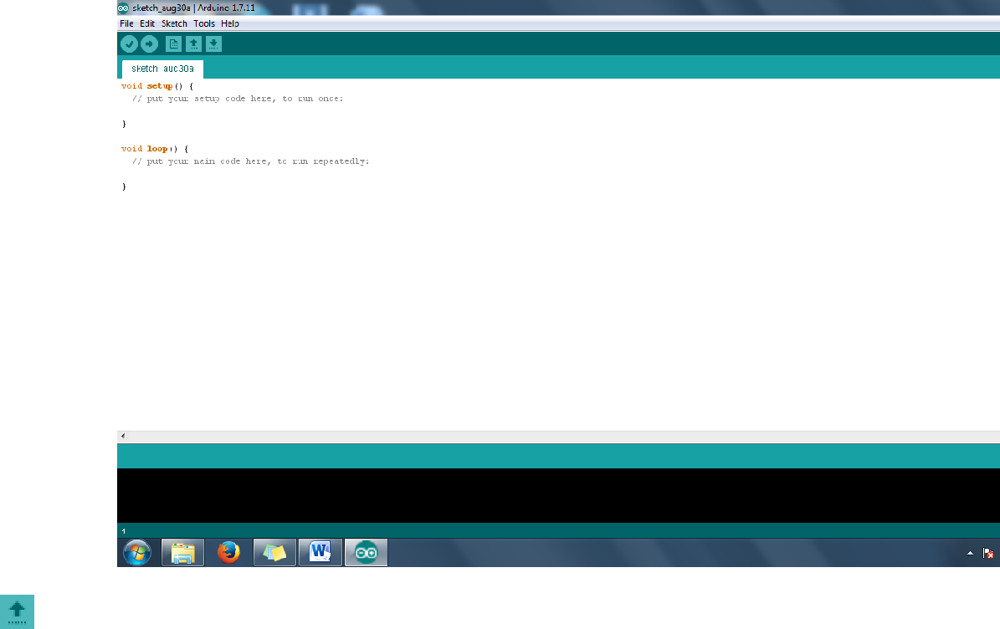 sketch_aug30a | Arduino 1.7.11
File Edit Sketch Tools Help
sketch_aug30a
void setup() {
  // put your setup code here, to run once:
}
void loop() {
  // put your main code here, to run repeatedly:
}
1
W